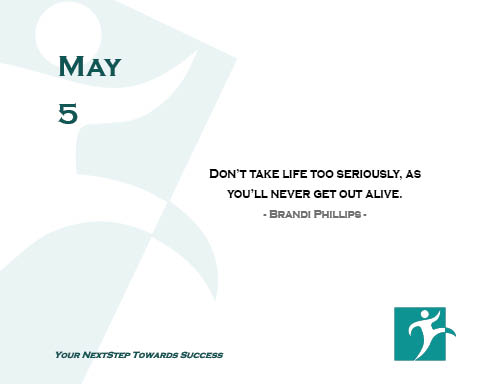 May
5
Don't take life too seriously, as
you'll never get out alive.
- Brandi Phillips -
Your NextStep Towards Success